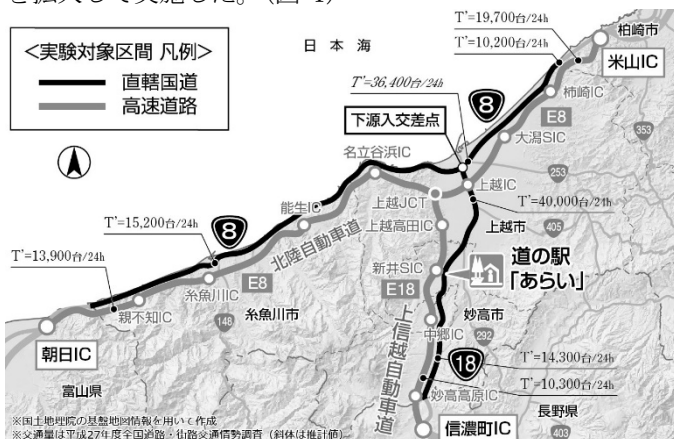 を拡大して実施した。(図-1)
<実験対象区間 凡例>
直轄国道
高速道路
日本海
T'=19,700台/24h
T'=10,200台/24h
柏崎市
米山IC
T'=36,400台/24h
8
柿崎IC
E8
下源入交差点
大潟SIC
353
名立谷浜IC
253
上越IC
上越JCT
T'=40,000台/24h
能生IC
上越市
405
T'=15,200台/24h
8
北陸自動車道
上越高田IC
T'=13,900台/24h
新井SIC
道の駅
「あらい」
E8
糸魚川IC
E18
親不知IC
148
糸魚川市
妙高市
中郷IC
292
朝日IC
上信越自動車道
18
T'=14,300台/24h
T'=10,300台/24h
富山県
妙高高原IC
長野県
※国土地理院の基盤地図情報を用いて作成
※交通量は平成27年度全国道路・街路交通情勢調査(斜体は推計値)
信濃町IC
403